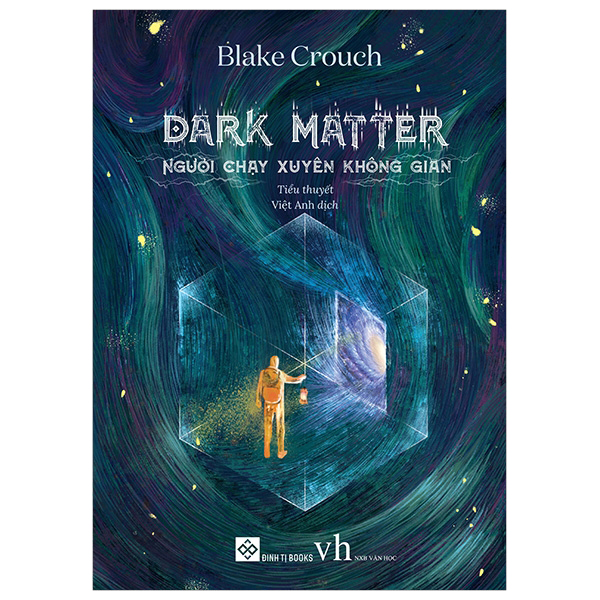 Blake Crouch
DARK MATTER
NGƯỜI CHẠY XUYÊN KHÔNG GIAN
Tiểu thuyết
Việt Anh dịch
ĐINH TỊ BOOKS
vh
NXB VĂN HỌC